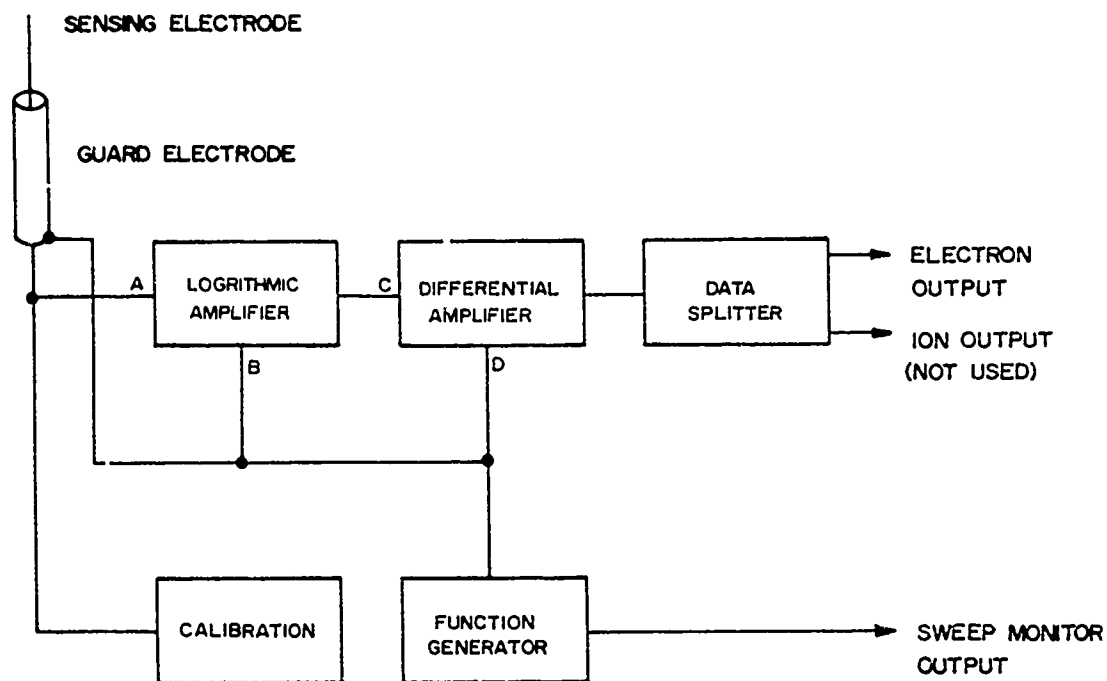 SENSING ELECTRODE
GUARD ELECTRODE
A
LOGRITHMIC
AMPLIFIER
B
C
DIFFERENTIAL
AMPLIFIER
D
DATA
SPLITTER
ELECTRON
OUTPUT
ION OUTPUT
(NOT USED)
CALIBRATION
FUNCTION
GENERATOR
SWEEP MONITOR
OUTPUT